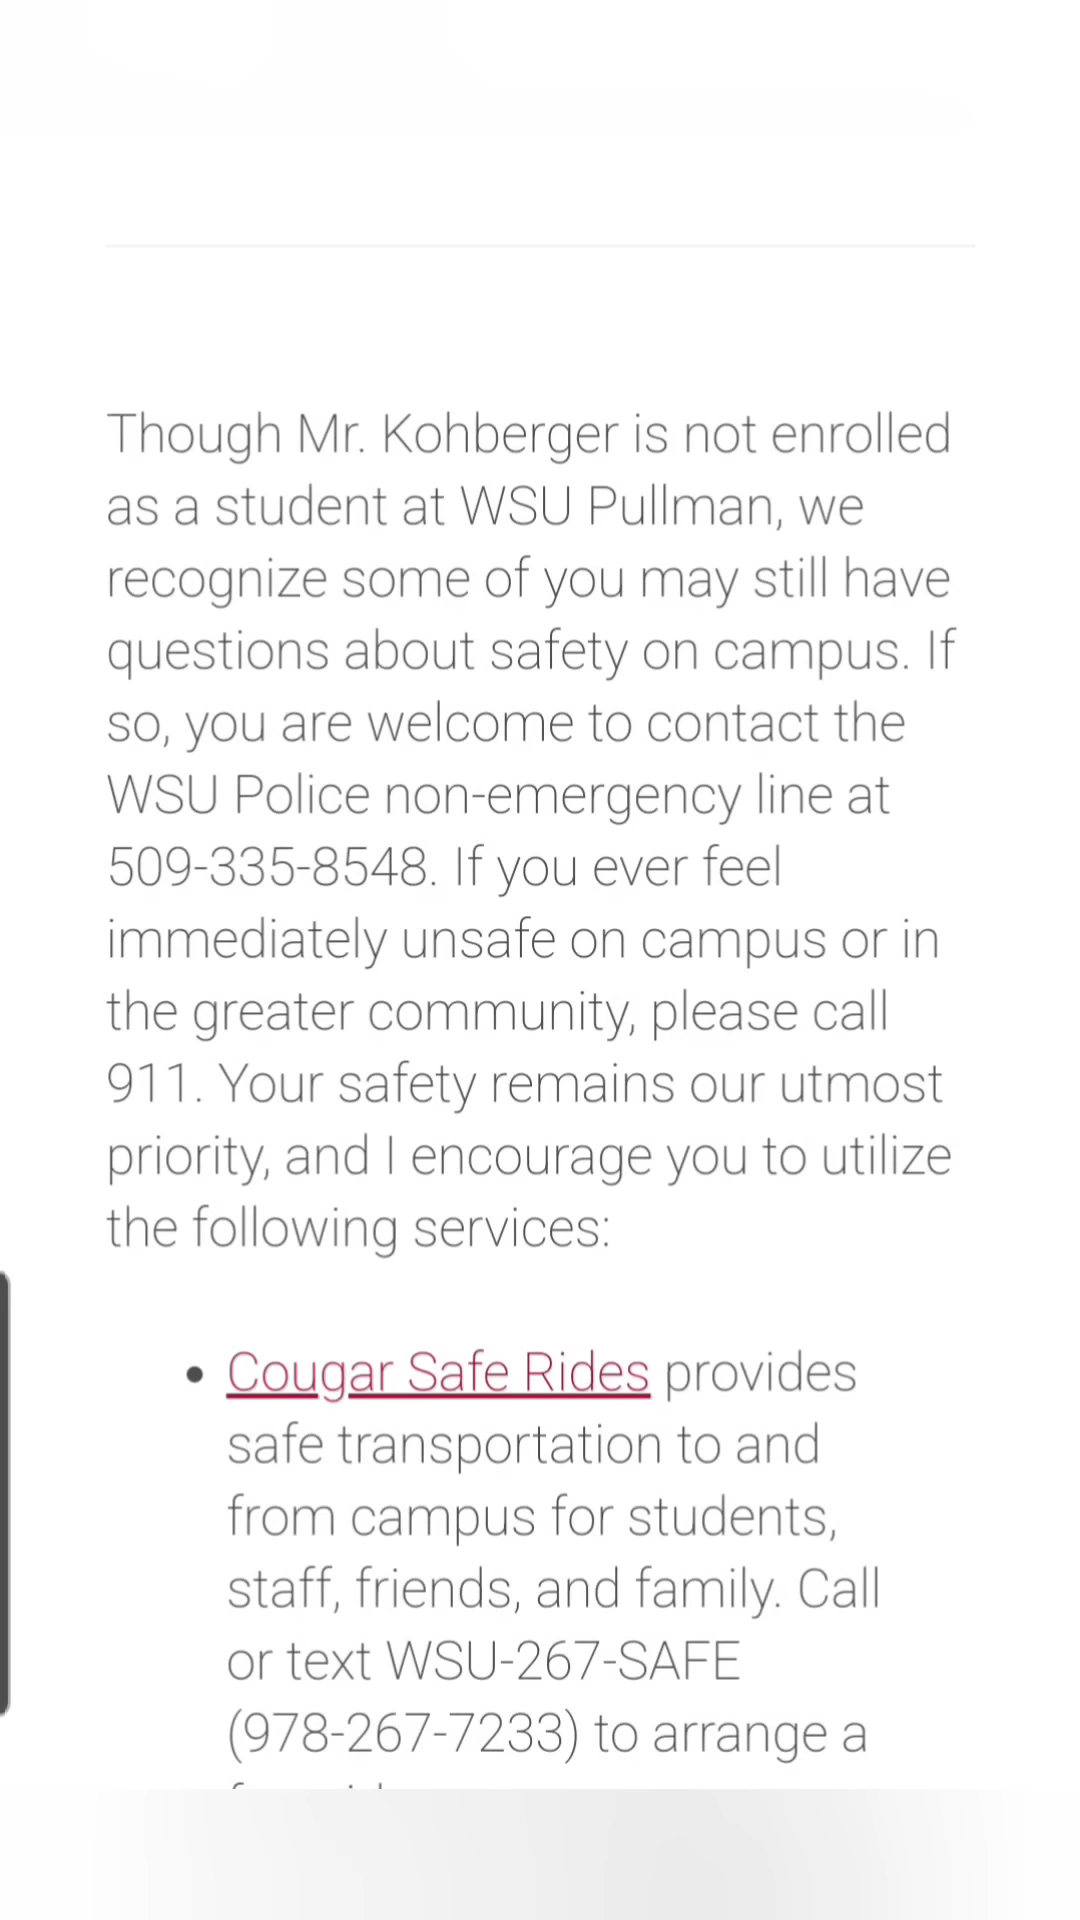 Though Mr. Kohberger is not enrolled
as a student at WSU Pullman, we
recognize some of you may still have
questions about safety on campus. If
so, you are welcome to contact the
WSU Police non-emergency line at
509-335-8548. If you ever feel
immediately unsafe on campus or in
the greater community, please call
911. Your safety remains our utmost
priority, and I encourage you to utilize
the following services:
• Cougar Safe Rides provides
safe transportation to and
from campus for students,
staff, friends, and family. Call
or text WSU-267-SAFE
(978-267-7233) to arrange a